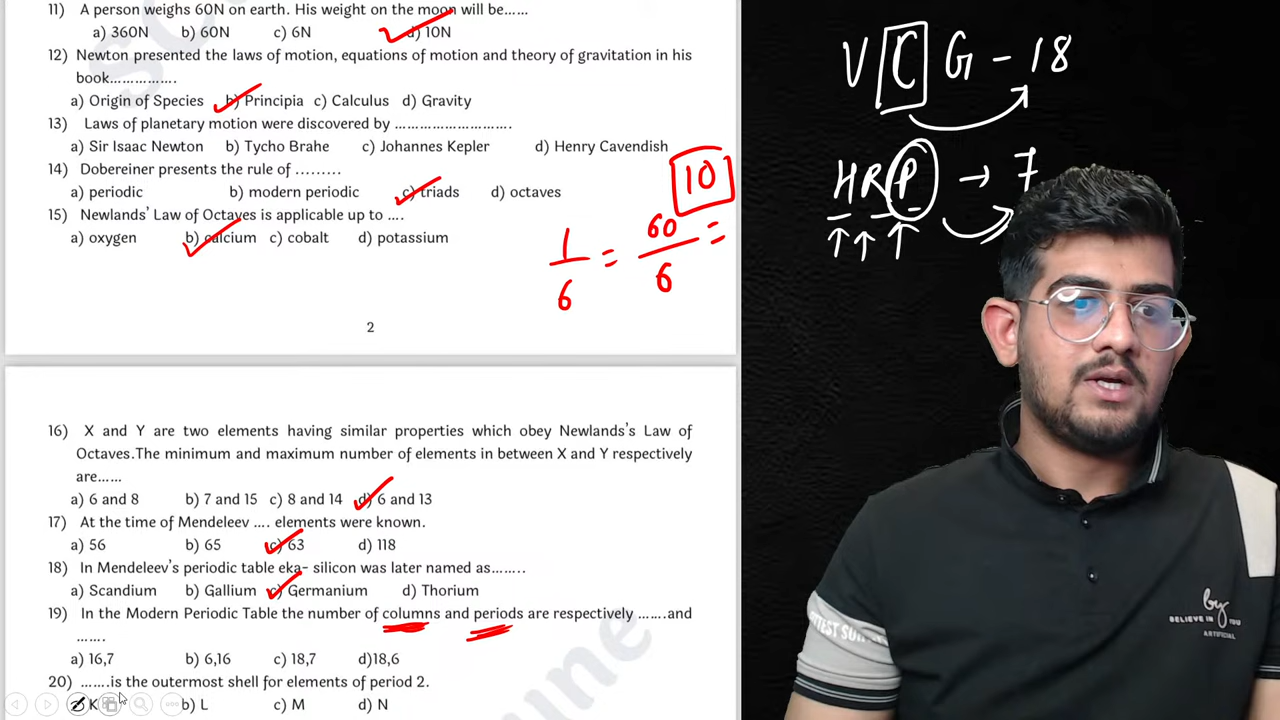 11) A person weighs 60N on earth. His weight on the moon will be……
a) 360N b) 60N c) 6N d) 10N
12) Newton presented the laws of motion, equations of motion and theory of gravitation in his
book…………….
a) Origin of Species b) Principia c) Calculus d) Gravity
13) Laws of planetary motion were discovered by ……………………….
a) Sir Isaac Newton b) Tycho Brahe c) Johannes Kepler d) Henry Cavendish
14) Dobereiner presents the rule of ………
a) periodic b) modern periodic c) triads d) octaves
15) Newlands' Law of Octaves is applicable up to ….
a) oxygen b) calcium c) cobalt d) potassium
1/6 = 60/6 = 10
2
16) X and Y are two elements having similar properties which obey Newlands's Law of
Octaves.The minimum and maximum number of elements in between X and Y respectively
are……
a) 6 and 8 b) 7 and 15 c) 8 and 14 d) 6 and 13
17) At the time of Mendeleev …. elements were known.
a) 56 b) 65 c) 63 d) 118
18) In Mendeleev's periodic table eka- silicon was later named as……..
a) Scandium b) Gallium c) Germanium d) Thorium
19) In the Modern Periodic Table the number of columns and periods are respectively …….and
…….
a) 16,7 b) 6,16 c) 18,7 d)18,6
20) …….is the outermost shell for elements of period 2.
K b) L c) M d) N
V C G - 18
HRP → 7
by
BELIEVE IN YOU
ARTIFICIAL